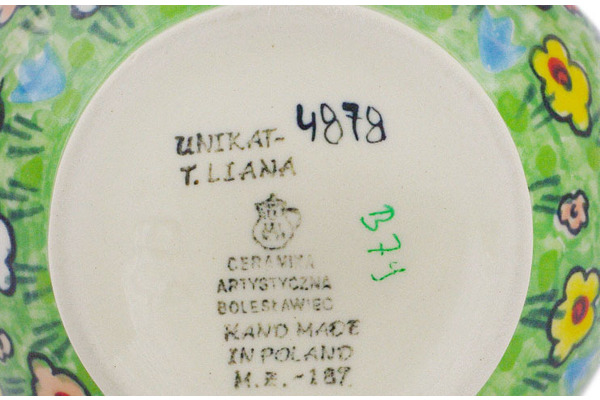 UNIKAT- 4878
T. LIANA
M.
CERAMIKA
ARTYSTYCZNA
BOLESŁAWIEC
HAND MADE
IN POLAND
M.Z.-187
B74